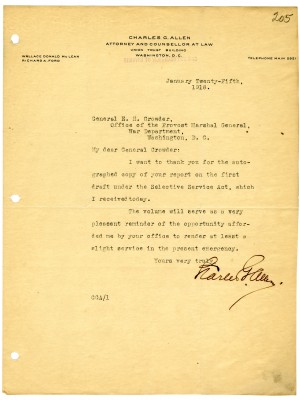 205
CHARLES G. ALLEN
ATTORNEY AND COUNSELLOR AT LAW
UNION TRUST BUILDING
WASHINGTON, D.C.
WALLACE DONALD McLEAN
RICHARD A. FORD
TELEPHONE MAIN
January Twenty-Fifth,
1918.
General E. H. Crowder,
Office of the Provost Marshal General,
War Department,
Washington, D. C.
My dear General Crowder:
I want to thank you for the auto-
graphed copy of your report on the first
draft under the Selective Service Act, which
I received today.
The volume will serve as a very
pleasant reminder of the opportunity affor-
ded me by your office to render at least a
slight service in the present emergency.
Yours very truly,
Charles G. Allen
CGA/I